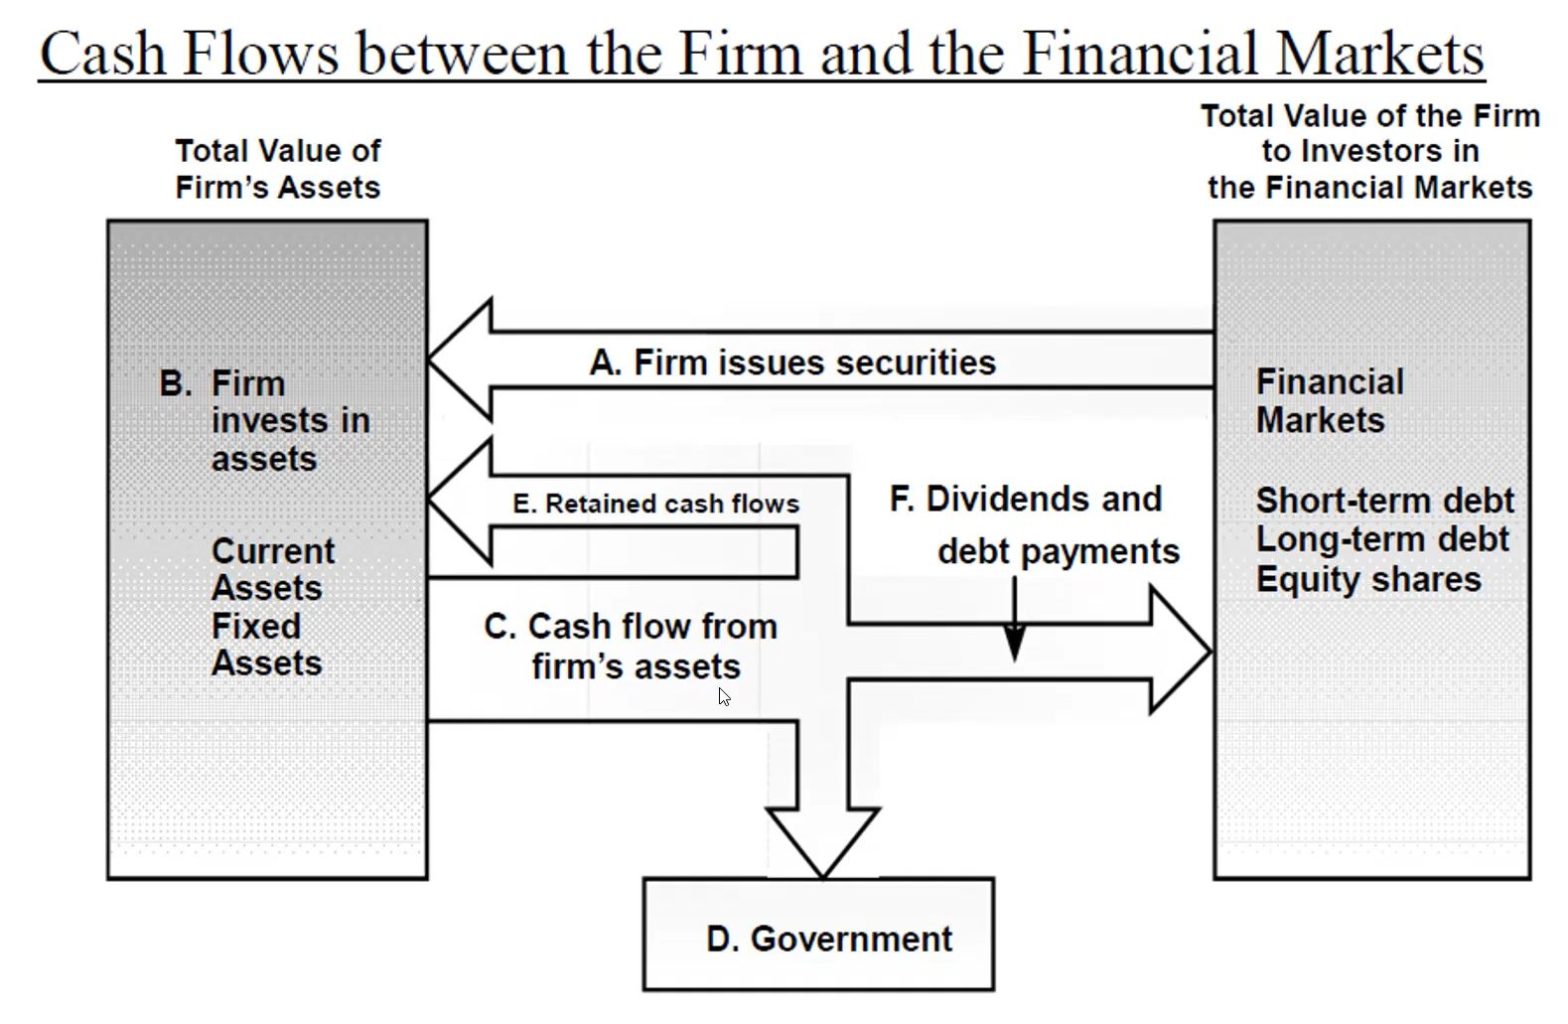 Cash Flows between the Firm and the Financial Markets
Total Value of
Firm's Assets
Total Value of the Firm
to Investors in
the Financial Markets
A. Firm issues securities
B. Firm
invests in
assets
Current
Assets
Fixed
Assets
E. Retained cash flows
C. Cash flow from
firm's assets
F. Dividends and
debt payments
Financial
Markets
Short-term debt
Long-term debt
Equity shares
D. Government